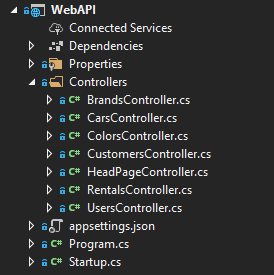 WebAPI
Connected Services
Dependencies
Properties
Controllers
C# BrandsController.cs
C# CarsController.cs
C# ColorsController.cs
C# CustomersController.cs
C# HeadPageController.cs
C# RentalsController.cs
C# UsersController.cs
appsettings.json
C# Program.cs
C# Startup.cs